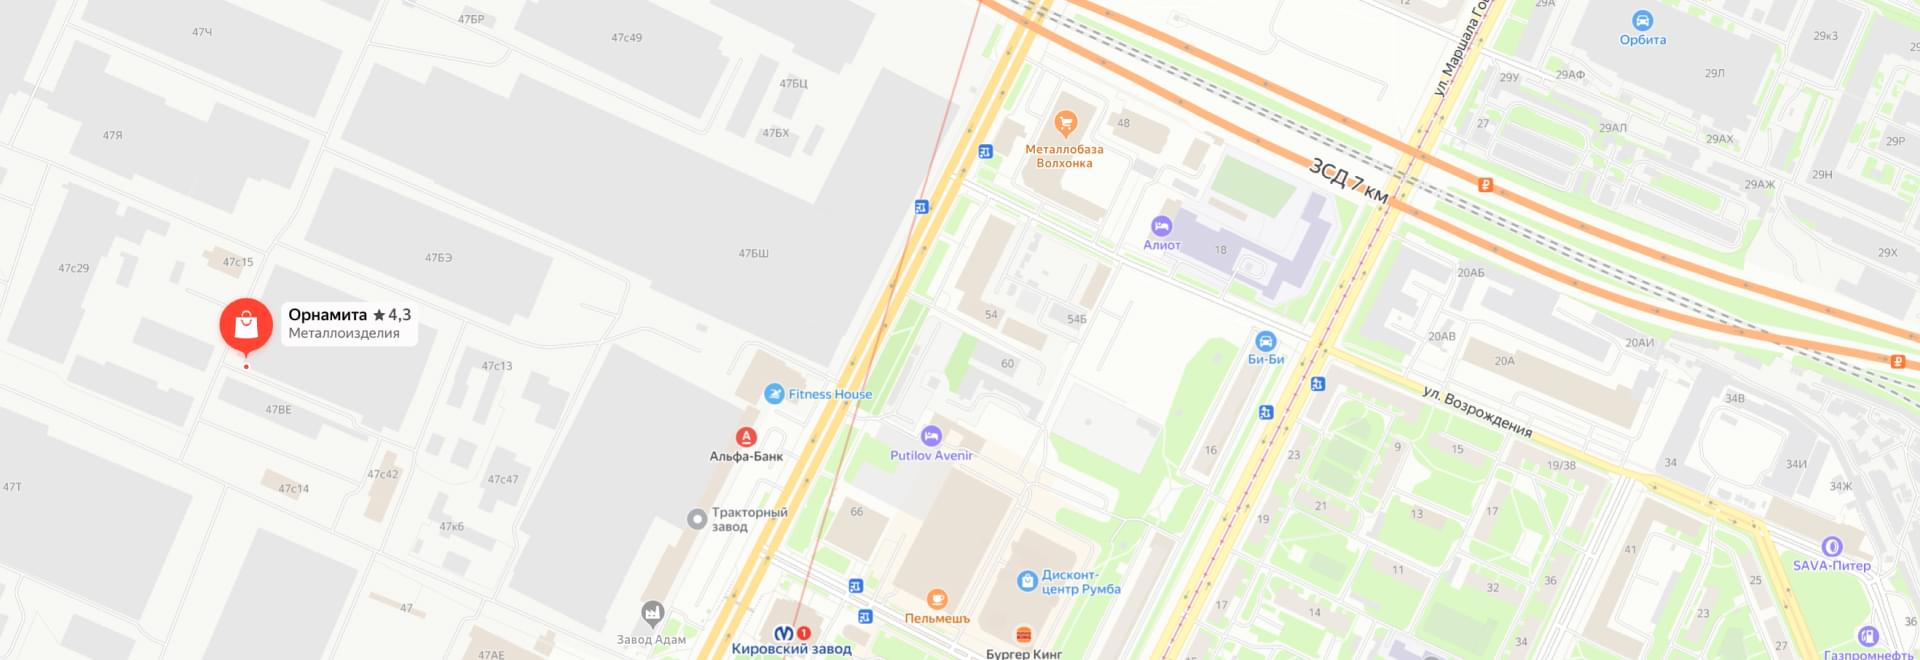 47Ч
47БР
47с49
47БЦ
47БХ
47Я
47с29
47с15
47БЭ
47БШ
Орнамита ★ 4,3
Металлоизделия
47с13
47ВЕ
47с42
47с14
47с47
47к6
47Т
47
47АЕ
Fitness House
Альфа-Банк
Тракторный
завод
Завод Адам
Кировский завод
1
Металлобаза
Волхонка
48
Алиот
18
54
54Б
60
Putilov Avenir
66
Пельмешъ
Дисконт-
центр Румба
Бургер Кинг
12
ул. Маршала Го
ЗСД 7 км
Би-Би
16
ул. Возрождения
Орбита
29А
29к3
29Л
29У
29АФ
27
29АЛ
29АХ
29Р
29АЖ
29Н
29Х
20АБ
20АВ
20А
20АИ
34В
34
34И
34Ж
23
9
15
19/38
21
13
17
19
11
32
36
17
14
34
41
25
23
27
36
SAVA-Питер
Газпромнефть